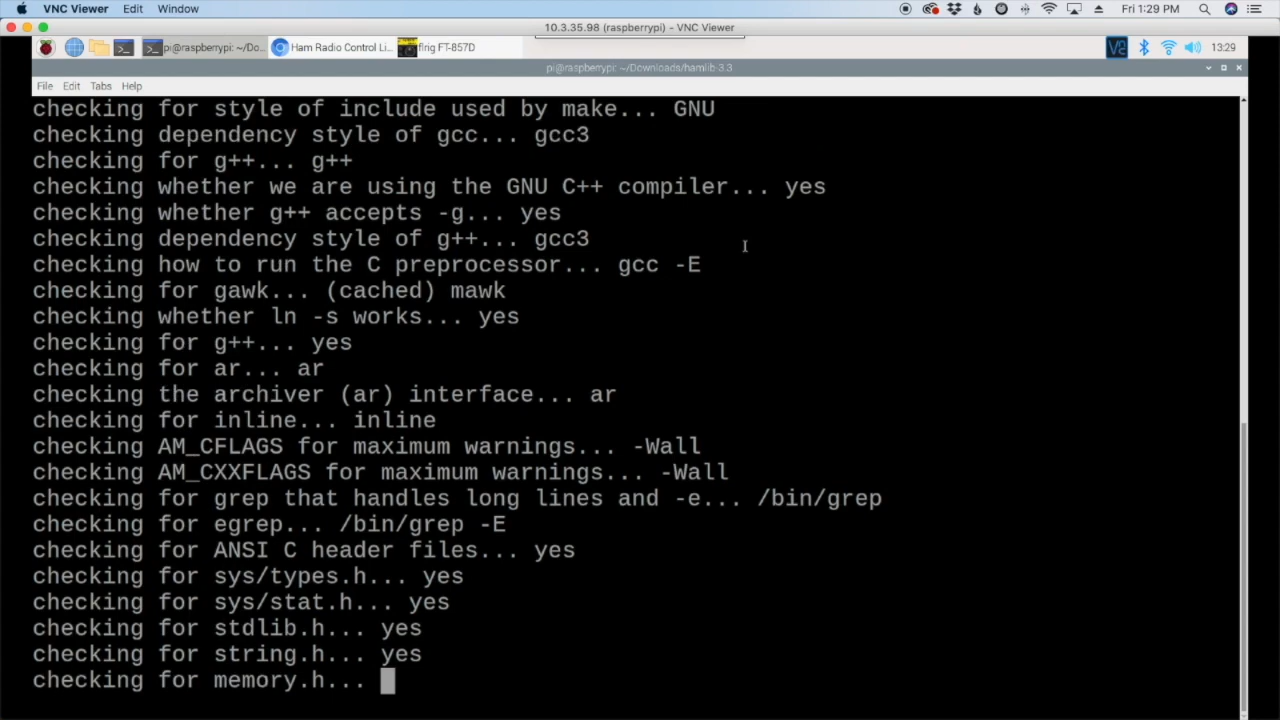 VNC Viewer Edit Window Fri 1:29 PM
10.3.35.98 (raspberrypi) - VNC Viewer
pi@raspberrypi: ~/Do... Ham Radio Control Li... flrig FT-857D 13:29
pi@raspberrypi: ~/Downloads/hamlib-3.3
File Edit Tabs Help
checking for style of include used by make... GNU
checking dependency style of gcc... gcc3
checking for g++... g++
checking whether we are using the GNU C++ compiler... yes
checking whether g++ accepts -g... yes
checking dependency style of g++... gcc3
checking how to run the C preprocessor... gcc -E
checking for gawk... (cached) mawk
checking whether ln -s works... yes
checking for g++... yes
checking for ar... ar
checking the archiver (ar) interface... ar
checking for inline... inline
checking AM_CFLAGS for maximum warnings... -Wall
checking AM_CXXFLAGS for maximum warnings... -Wall
checking for grep that handles long lines and -e... /bin/grep
checking for egrep... /bin/grep -E
checking for ANSI C header files... yes
checking for sys/types.h... yes
checking for sys/stat.h... yes
checking for stdlib.h... yes
checking for string.h... yes
checking for memory.h...